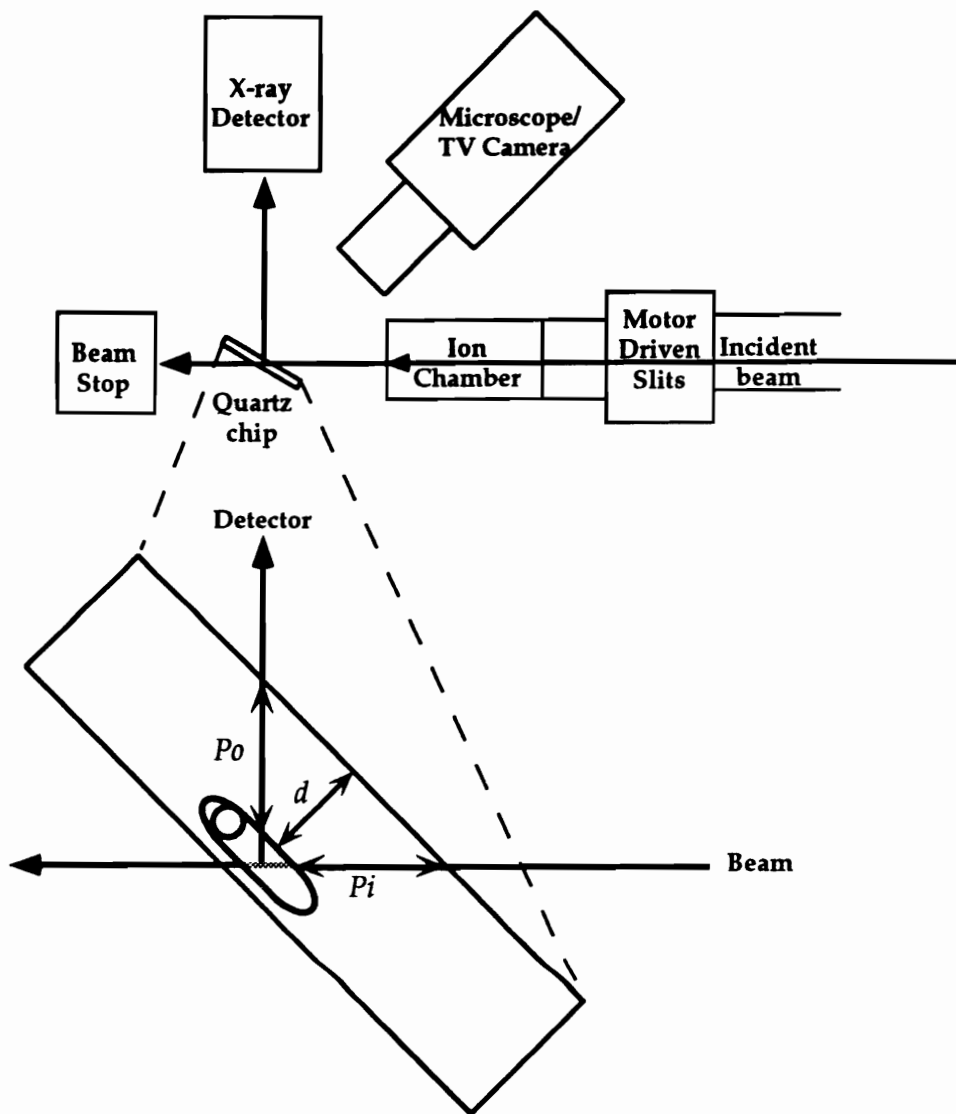 X-ray
Detector
Microscope/
TV Camera
Beam
Stop
Quartz
chip
Ion
Chamber
Motor
Driven
Slits
Incident
beam
Detector
Po
d
Pi
Beam